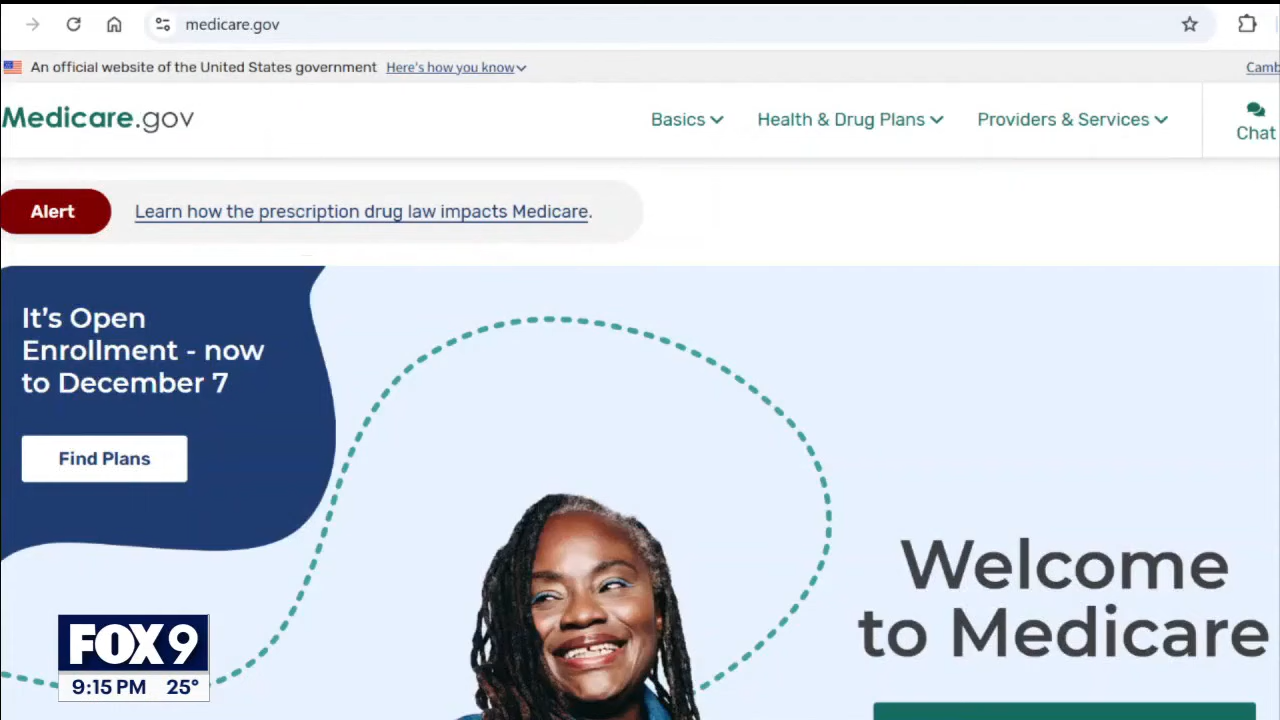 medicare.gov
An official website of the United States government Here's how you know
Camb
Medicare.gov
Basics
Health & Drug Plans
Providers & Services
Chat
Alert
Learn how the prescription drug law impacts Medicare.
It's Open
Enrollment - now
to December 7
Find Plans
Welcome
to Medicare
FOX 9
9:15 PM 25°